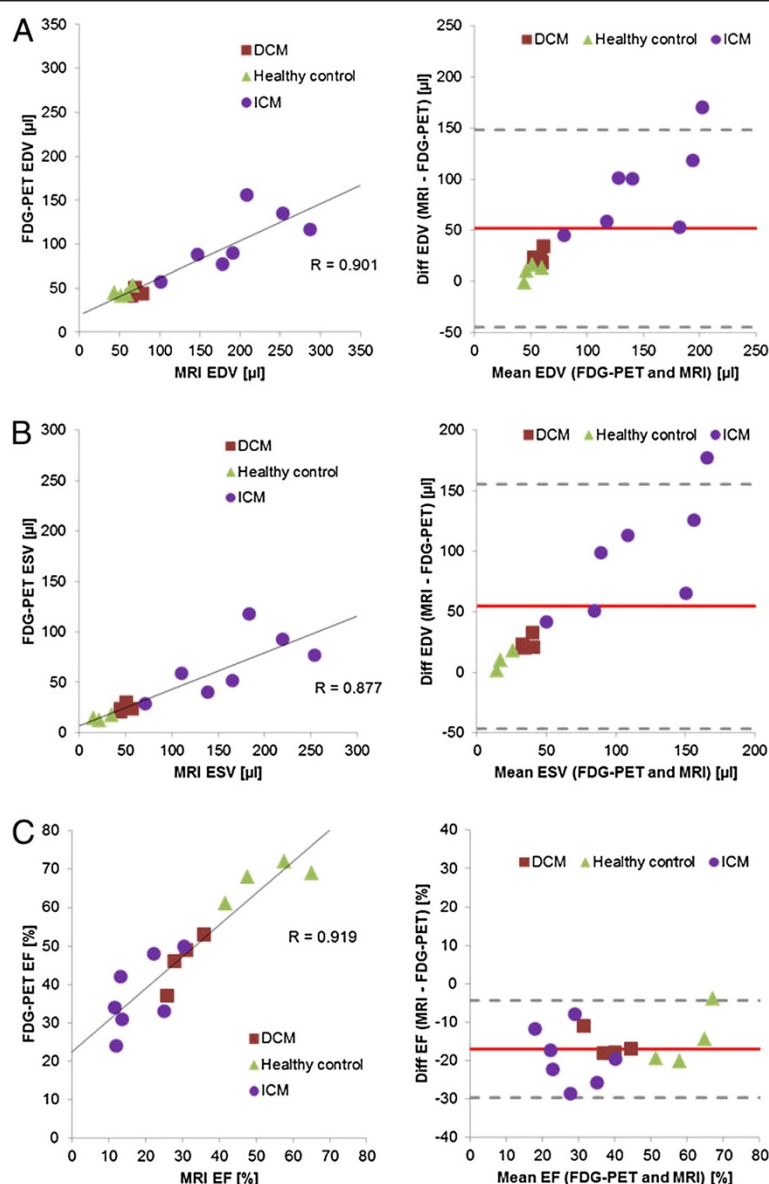 A
FDG-PET EDV [µl]
350
300
250
200
150
100
50
0
DCM
Healthy control
ICM
R = 0.901
0 50 100 150 200 250 300 350
MRI EDV [µl]
Diff EDV (MRI - FDG-PET) [µl]
250
200
150
100
50
0
-50
DCM Healthy control ICM
0 50 100 150 200 250
Mean EDV (FDG-PET and MRI) [µl]
B
FDG-PET ESV [µl]
300
250
200
150
100
50
0
DCM
Healthy control
ICM
R = 0.877
0 50 100 150 200 250 300
MRI ESV [µl]
Diff EDV (MRI - FDG-PET) [µl]
200
150
100
50
0
-50
DCM Healthy control ICM
0 50 100 150 200
Mean ESV (FDG-PET and MRI) [µl]
C
FDG-PET EF [%]
80
70
60
50
40
30
20
10
0
R = 0.919
DCM
Healthy control
ICM
0 10 20 30 40 50 60 70 80
MRI EF [%]
Diff EF (MRI - FDG-PET) [%]
40
30
20
10
0
-10
-20
-30
-40
DCM Healthy control ICM
0 10 20 30 40 50 60 70 80
Mean EF (FDG-PET and MRI) [%]